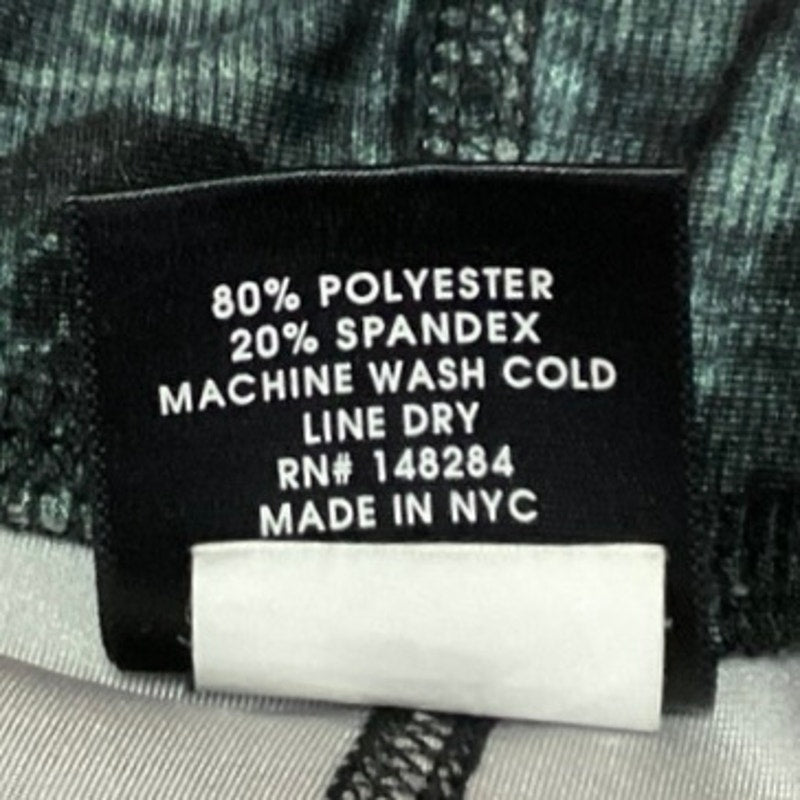 80% POLYESTER
20% SPANDEX
MACHINE WASH COLD
LINE DRY
RN# 148284
MADE IN NYC